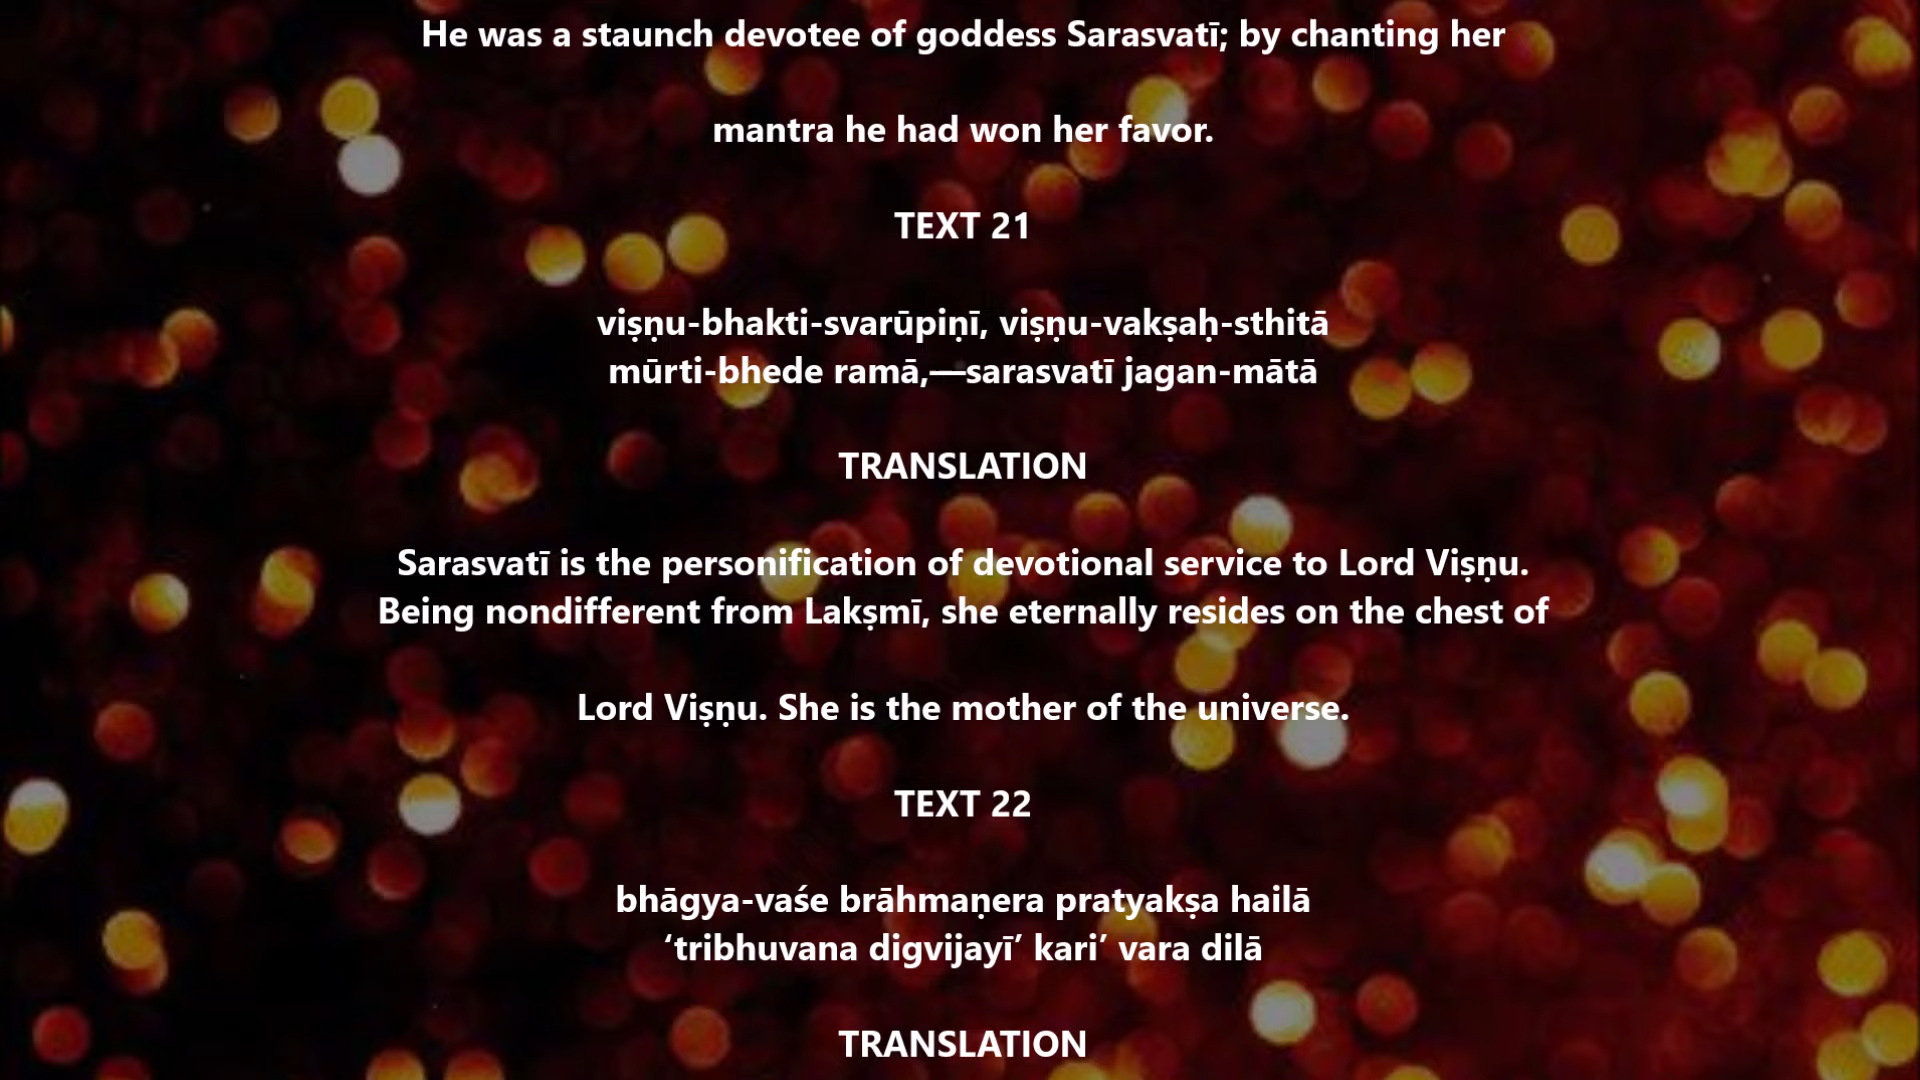 He was a staunch devotee of goddess Sarasvatī; by chanting her
mantra he had won her favor.
TEXT 21
viṣṇu-bhakti-svarūpiṇī, viṣṇu-vakṣaḥ-sthitā
mūrti-bhede ramā,—sarasvatī jagan-mātā
TRANSLATION
Sarasvatī is the personification of devotional service to Lord Viṣṇu.
Being nondifferent from Lakṣmī, she eternally resides on the chest of
Lord Viṣṇu. She is the mother of the universe.
TEXT 22
bhāgya-vaśe brāhmaṇera pratyakṣa hailā
‘tribhuvana digvijayī’ kari’ vara dilā
TRANSLATION